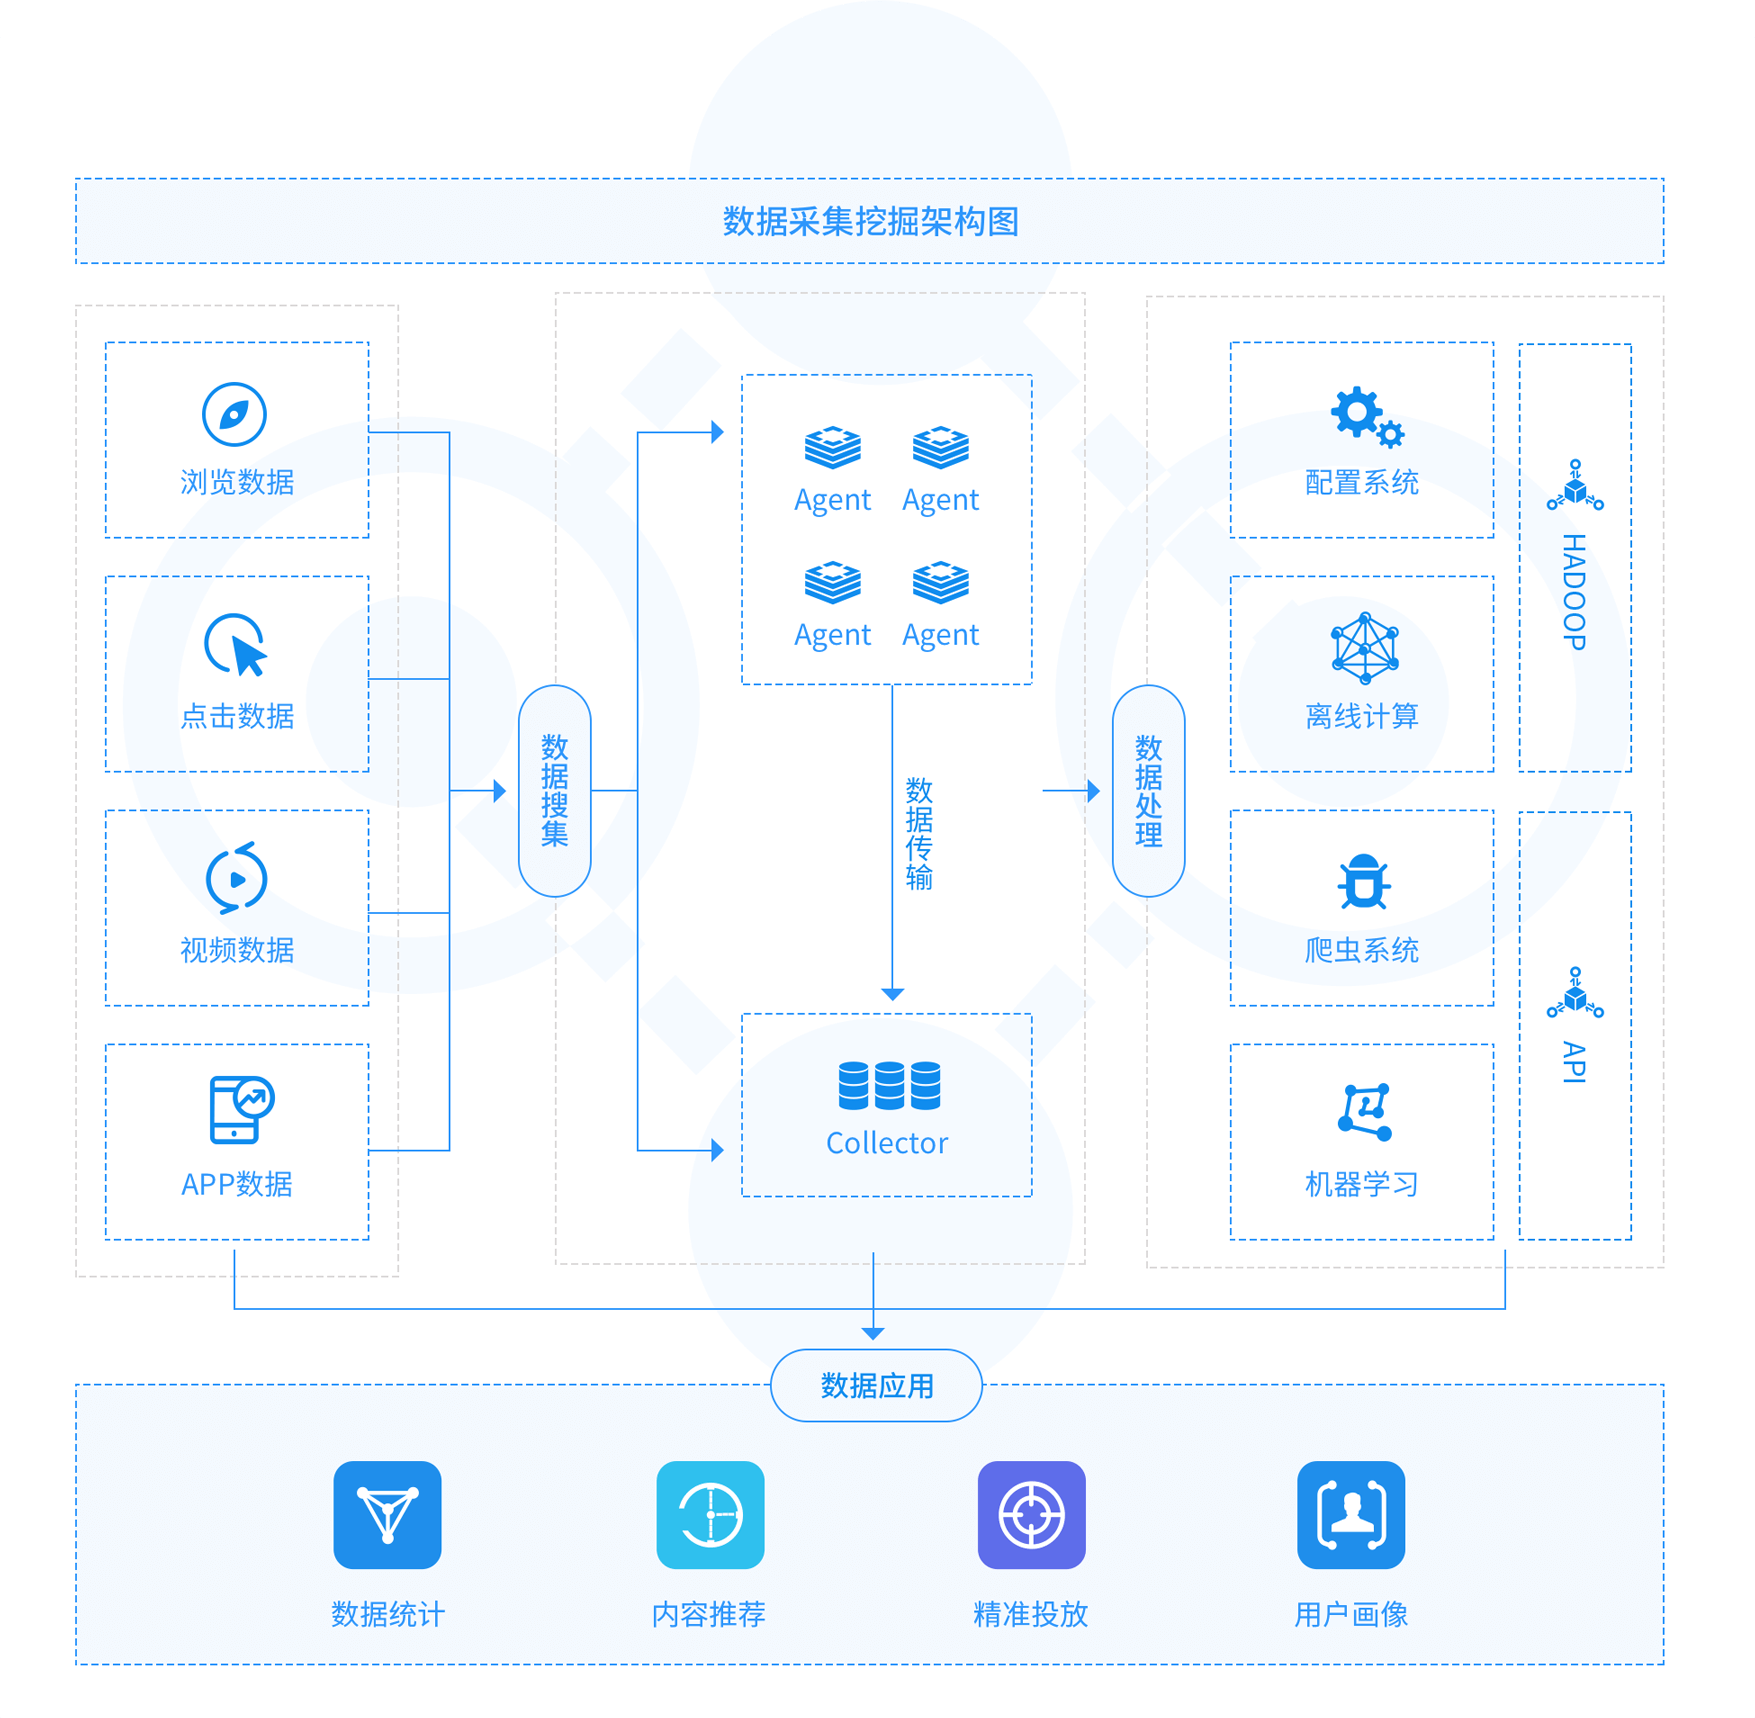 数据采集挖掘架构图
浏览数据
点击数据
视频数据
APP数据
数据搜集
Agent
Agent
Agent
Agent
数据传输
Collector
数据处理
配置系统
离线计算
爬虫系统
机器学习
HADOOP
API
数据应用
数据统计
内容推荐
精准投放
用户画像